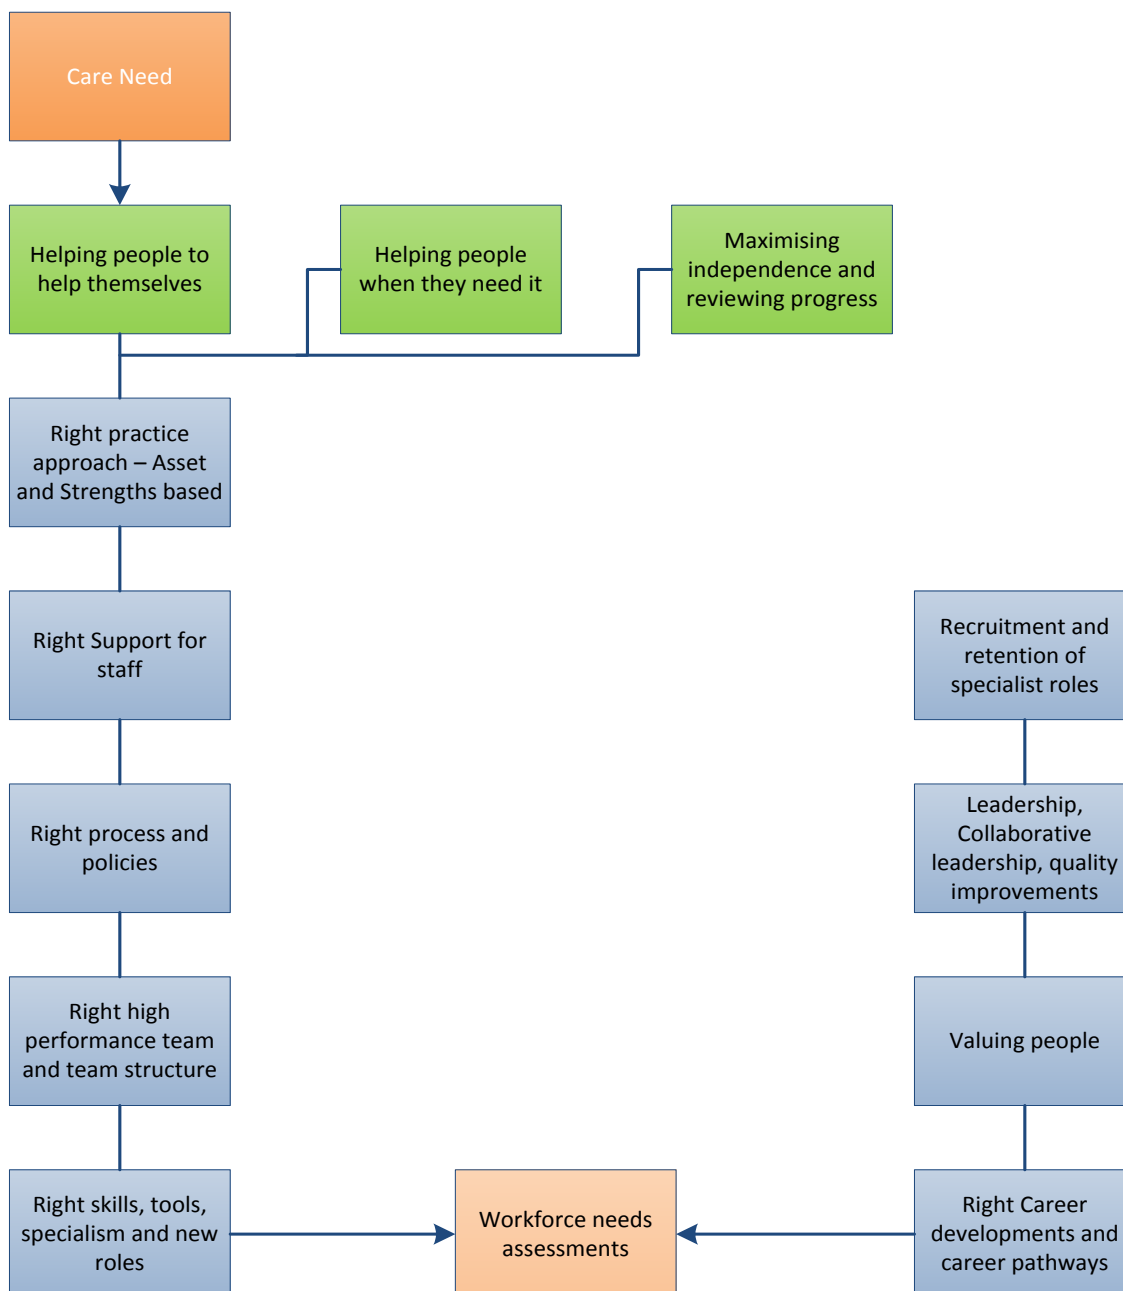 Care Need
Helping people to
help themselves
Helping people
when they need it
Maximising
independence and
reviewing progress
Right practice
approach – Asset
and Strengths based
Right Support for
staff
Recruitment and
retention of
specialist roles
Right process and
policies
Leadership,
Collaborative
leadership, quality
improvements
Right high
performance team
and team structure
Valuing people
Right skills, tools,
specialism and new
roles
Workforce needs
assessments
Right Career
developments and
career pathways